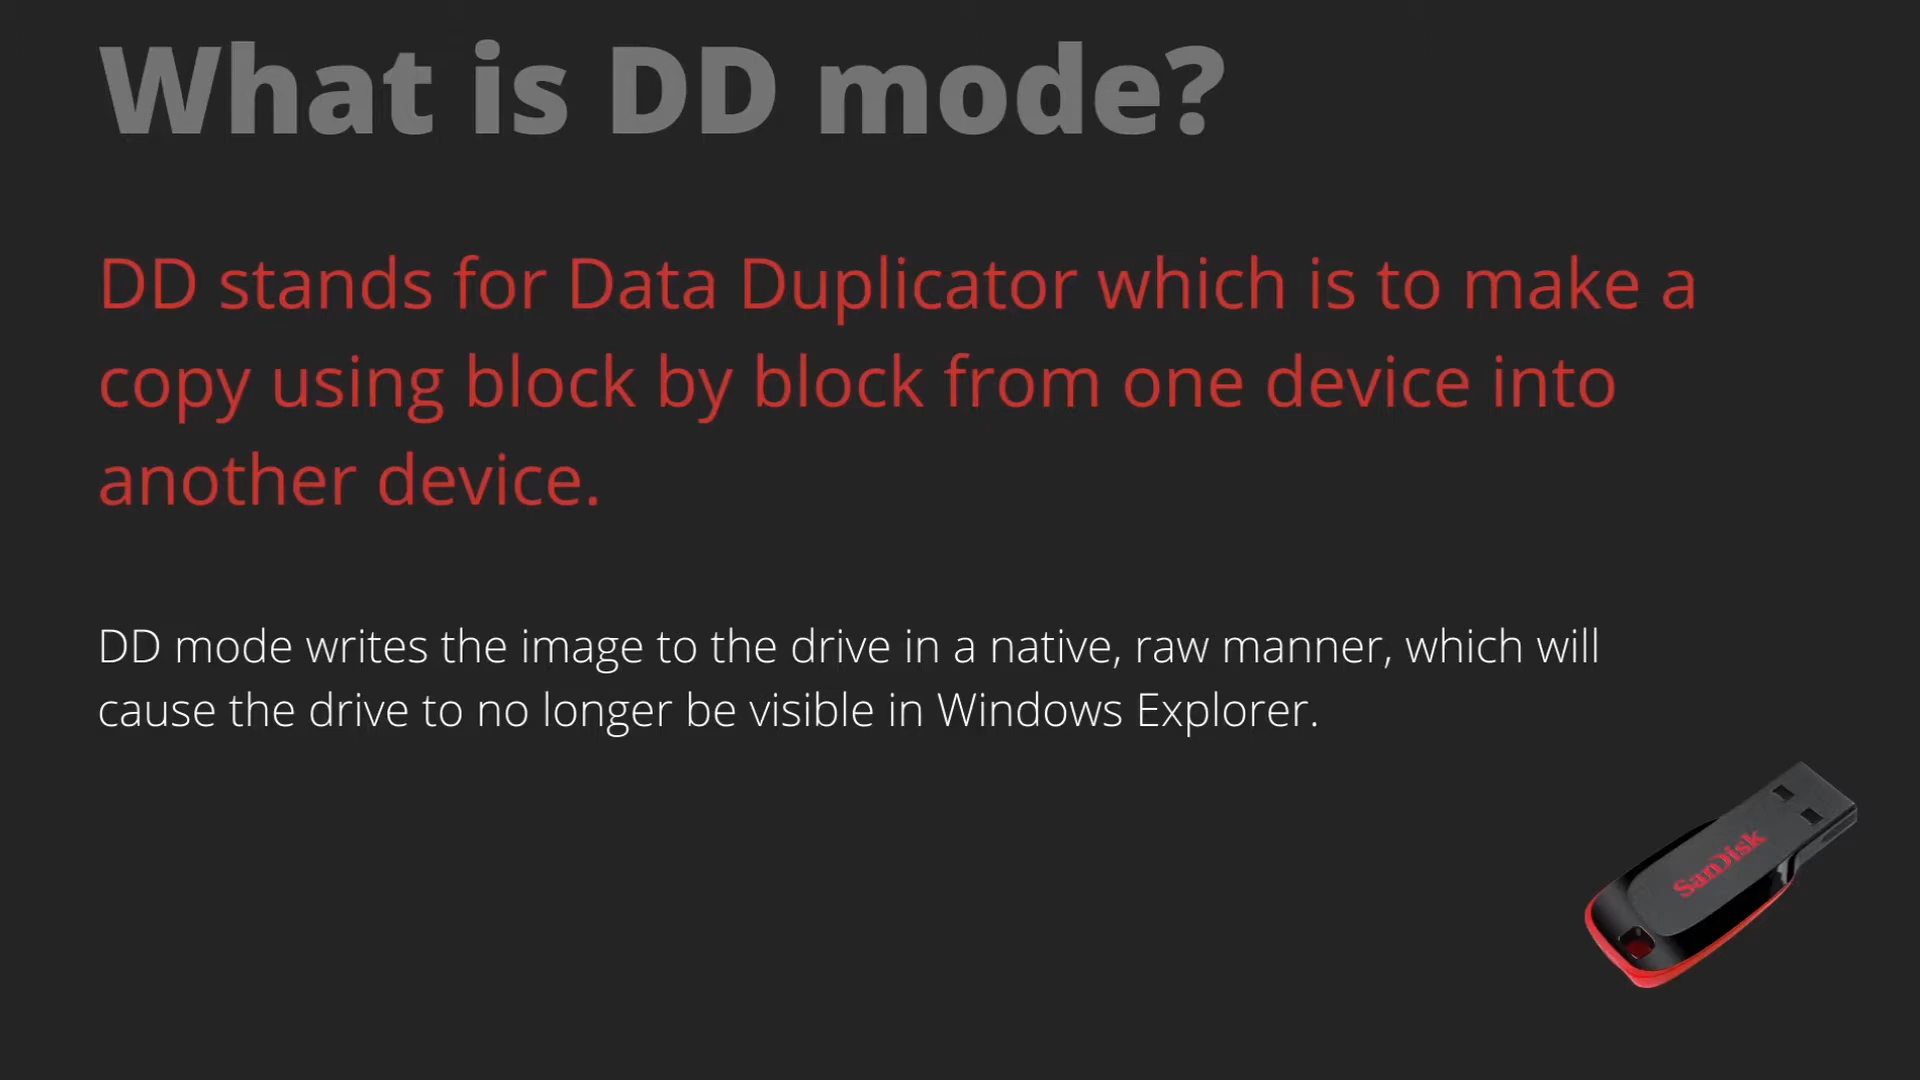 What is DD mode?
DD stands for Data Duplicator which is to make a
copy using block by block from one device into
another device.
DD mode writes the image to the drive in a native, raw manner, which will
cause the drive to no longer be visible in Windows Explorer.
SanDisk